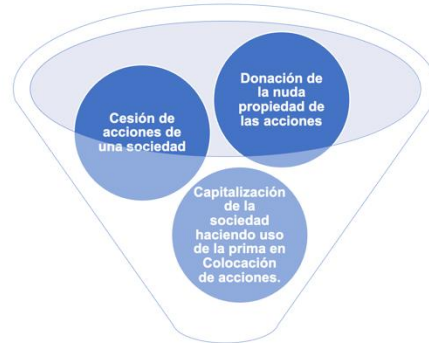 Cesión de
acciones de
una sociedad
Donación de
la nuda
propiedad de
las acciones
Capitalización
de la
sociedad
haciendo uso
de la prima en
Colocación
de acciones.